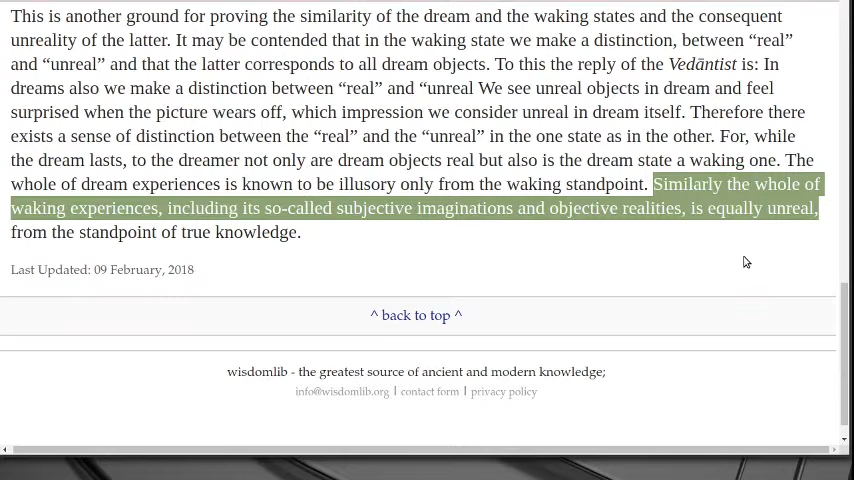 This is another ground for proving the similarity of the dream and the waking states and the consequent
unreality of the latter. It may be contended that in the waking state we make a distinction, between “real”
and “unreal” and that the latter corresponds to all dream objects. To this the reply of the Vedāntist is: In
dreams also we make a distinction between “real” and “unreal We see unreal objects in dream and feel
surprised when the picture wears off, which impression we consider unreal in dream itself. Therefore there
exists a sense of distinction between the “real” and the “unreal” in the one state as in the other. For, while
the dream lasts, to the dreamer not only are dream objects real but also is the dream state a waking one. The
whole of dream experiences is known to be illusory only from the waking standpoint. Similarly the whole of
waking experiences, including its so-called subjective imaginations and objective realities, is equally unreal,
from the standpoint of true knowledge.
Last Updated: 09 February, 2018
^ back to top ^
wisdomlib - the greatest source of ancient and modern knowledge;
info@wisdomlib.org | contact form | privacy policy